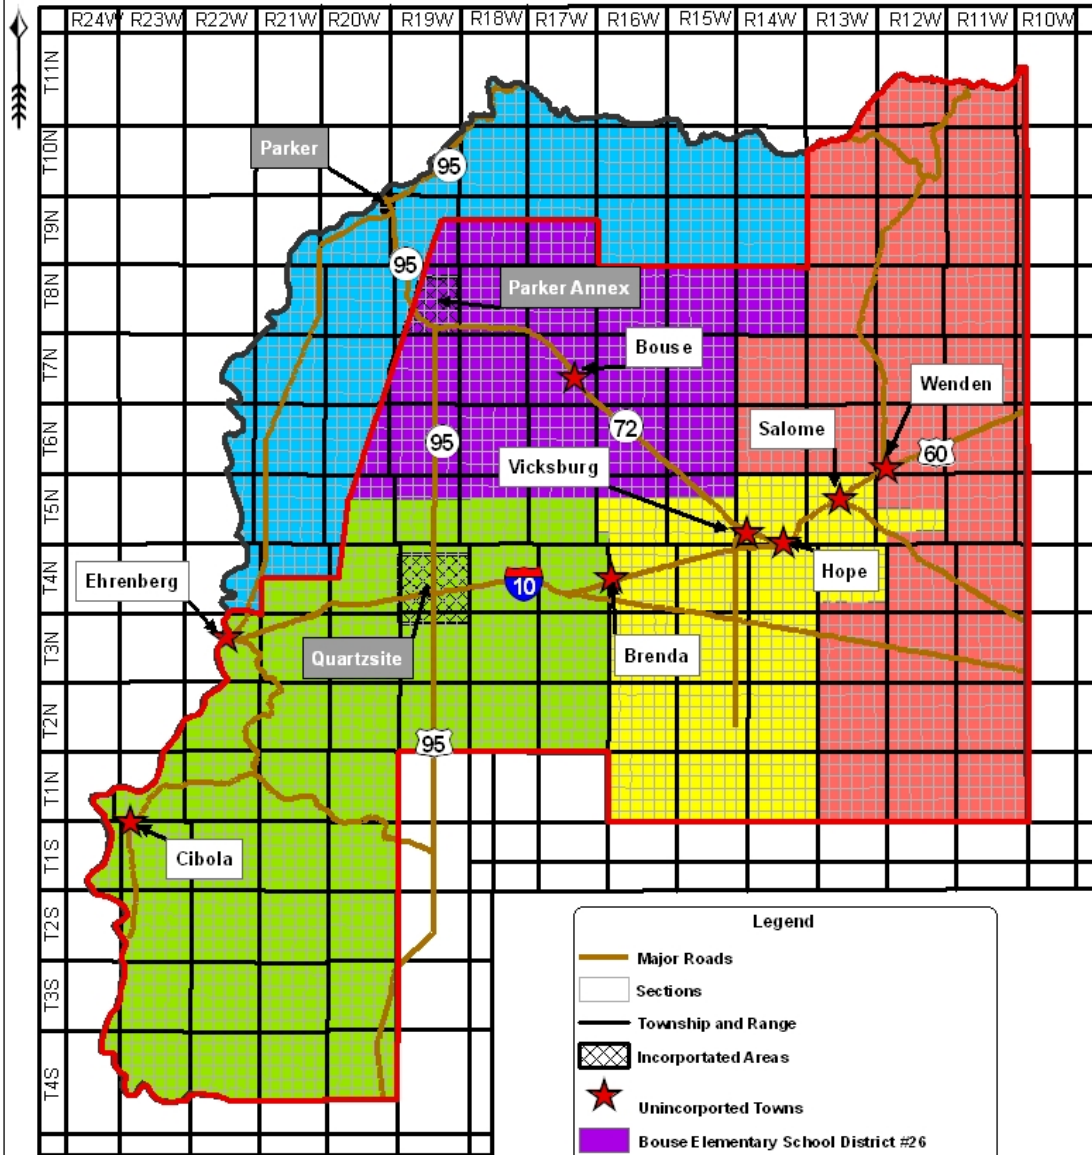 R24W R23W R22W R21W R20W R19W R18W R17W R16W R15W R14W R13W R12W R11W R10W
T11N
T10N
T9N
T8N
T7N
T6N
T5N
T4N
T3N
T2N
T1N
T1S
T2S
T3S
T4S
Parker
95
95
Parker Annex
Bouse
Wenden
72
95
Salome
60
Vicksburg
Ehrenberg
10
Hope
Quartzsite
Brenda
95
Cibola
Legend
Major Roads
Sections
Township and Range
Incorportated Areas
Unincorported Towns
Bouse Elementary School District #26